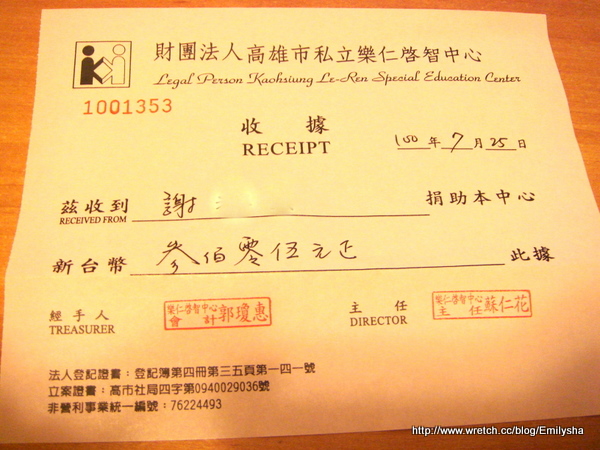 財團法人高雄市私立樂仁啓智中心
Legal Person Kaohsiung Le-Ren Special Education Center
1001353
收據
RECEIPT
100年7月25日
茲收到 謝 捐助本中心
RECEIVED FROM
新台幣 參佰零伍元正 此據
經手人 樂仁啓智中心 會計 郭瓊惠
TREASURER
主任 樂仁啓智中心 主任 蘇仁花
DIRECTOR
法人登記證書：登記簿第四冊第三五頁第一四一號
立案證書：高市社局四字第0940029036號
非營利事業統一編號：76224493
http://www.wretch.cc/blog/Emilysha